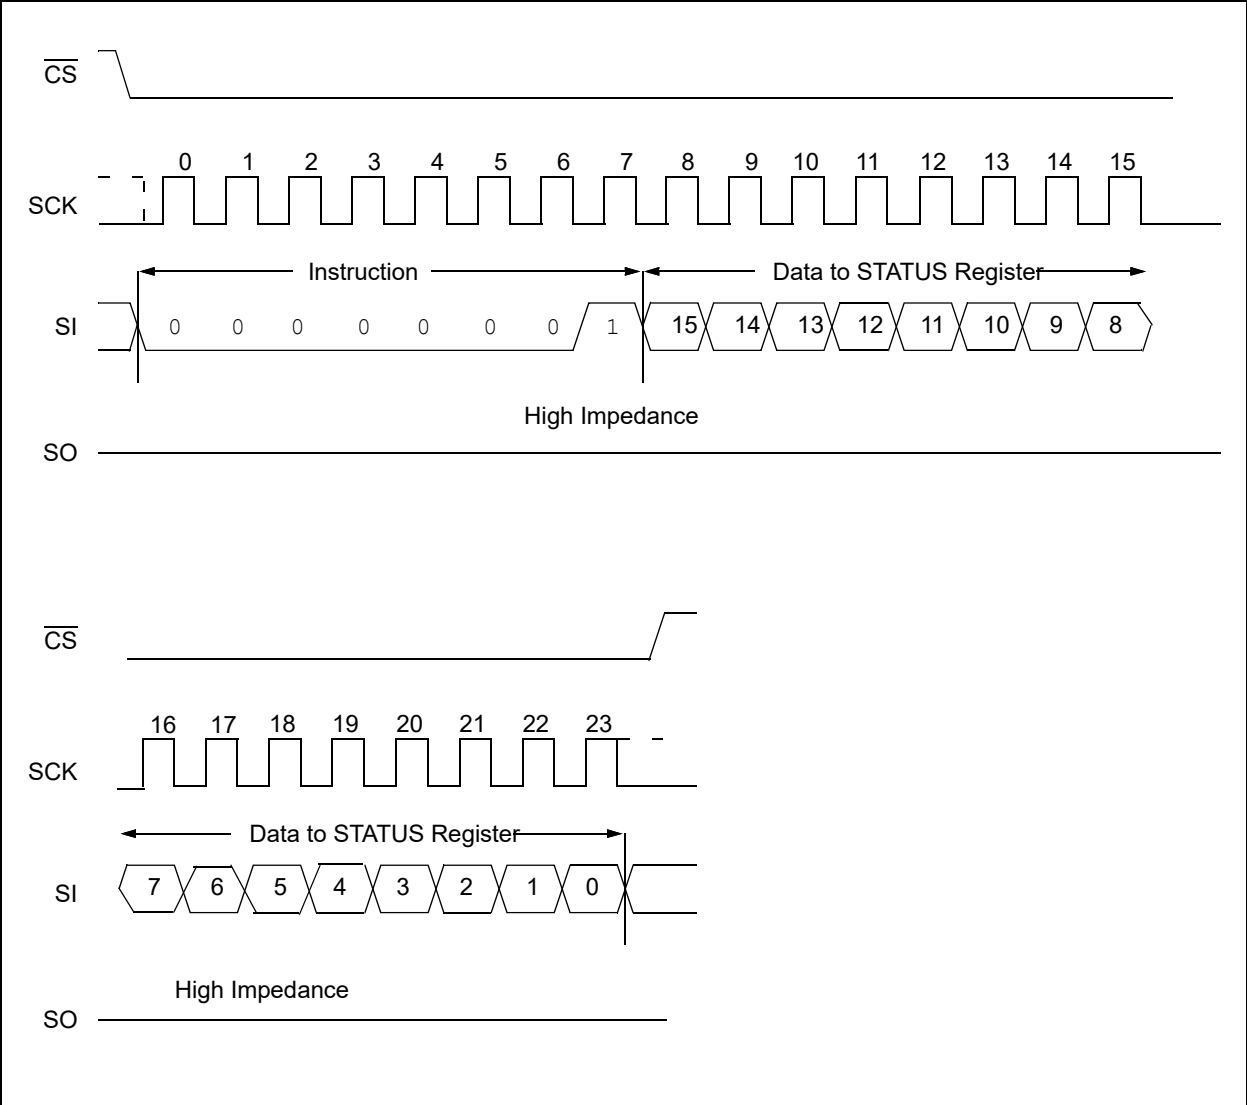 CS
0 1 2 3 4 5 6 7 8 9 10 11 12 13 14 15
SCK
Instruction Data to STATUS Register
SI 0 0 0 0 0 0 0 1 15 14 13 12 11 10 9 8
High Impedance
SO
CS
16 17 18 19 20 21 22 23
SCK
Data to STATUS Register
SI 7 6 5 4 3 2 1 0
High Impedance
SO